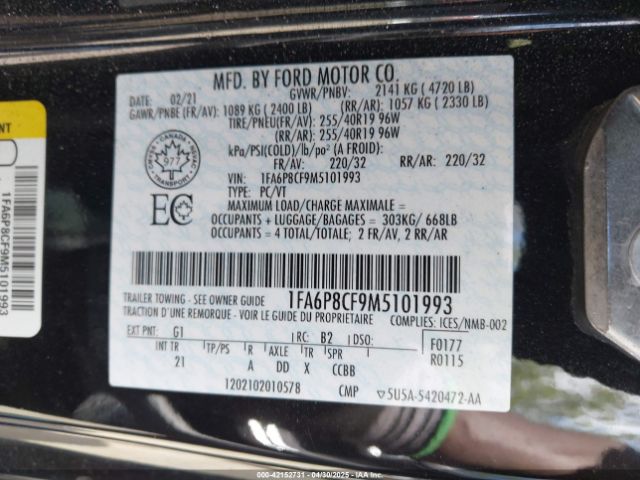 MFD. BY FORD MOTOR CO.
DATE: 02/21 GVWR/PNBV: 2141 KG ( 4720 LB)
GAWR/PNBE (FR/AV): 1089 KG ( 2400 LB) (RR/AR): 1057 KG ( 2330 LB)
TIRE/PNEU(FR/AV): 255/40R19 96W
(RR/AR): 255/40R19 96W
kPa/PSI(COLD)/lb/po² (A FROID):
FR/AV: 220/32 RR/AR: 220/32
VIN: 1FA6P8CF9M5101993
TYPE: PC/VT
MAXIMUM LOAD/CHARGE MAXIMALE =
OCCUPANTS + LUGGAGE/BAGAGES = 303KG/ 668LB
OCCUPANTS = 4 TOTAL/TOTALE: 2 FR/AV, 2 RR/AR
CANADA
977
TRANSPORT
EC
TRAILER TOWING - SEE OWNER GUIDE 1FA6P8CF9M5101993
TRACTION D'UNE REMORQUE - VOIR LE GUIDE DU PROPRIETAIRE COMPLIES: ICES/NMB-002
EXT PNT: G1 RC: B2 DSO: F0177
INT TR TP/PS R AXLE TR SPR R0115
21 A DD X CCBB
1202102010578 CMP 5U5A-5420472-AA
1FA6P8CF9M5101993
000-42152731 - 04/30/2025 - IAA Inc.